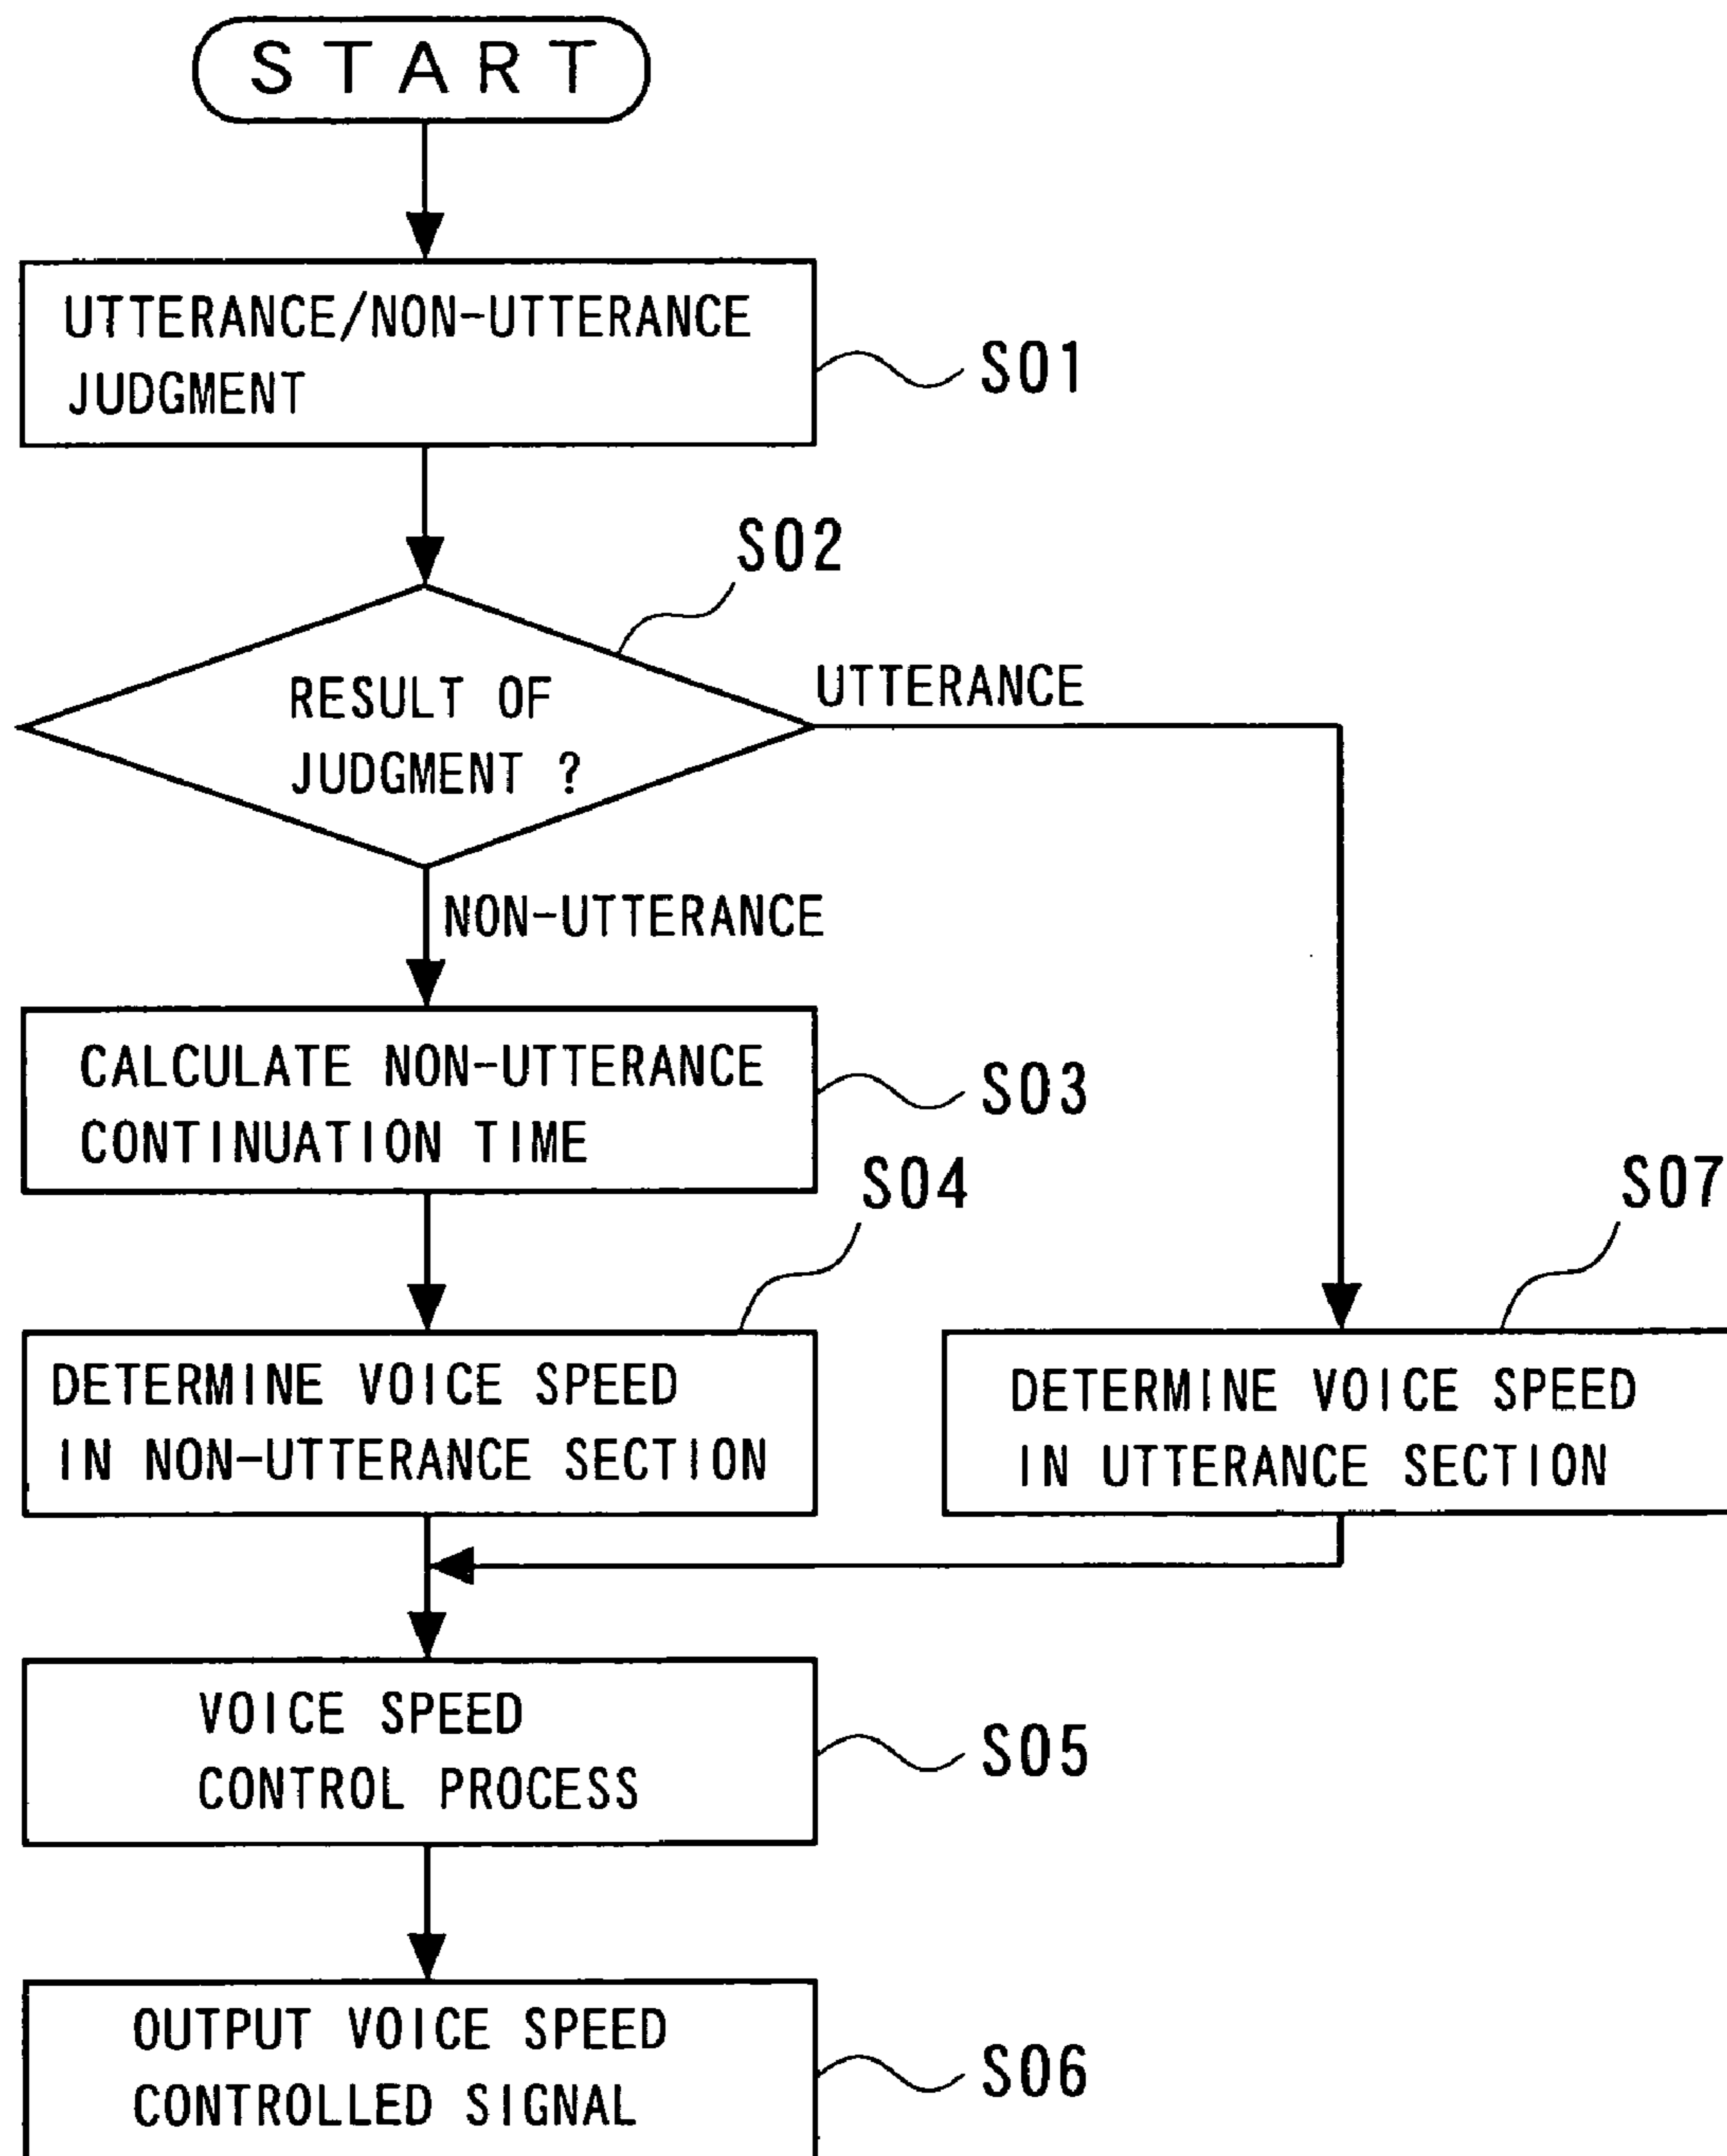 START
UTTERANCE/NON-UTTERANCE
JUDGMENT
S01
S02
RESULT OF
JUDGMENT ?
UTTERANCE
NON-UTTERANCE
CALCULATE NON-UTTERANCE
CONTINUATION TIME
S03
S04
DETERMINE VOICE SPEED
IN NON-UTTERANCE SECTION
S07
DETERMINE VOICE SPEED
IN UTTERANCE SECTION
VOICE SPEED
CONTROL PROCESS
S05
OUTPUT VOICE SPEED
CONTROLLED SIGNAL
S06